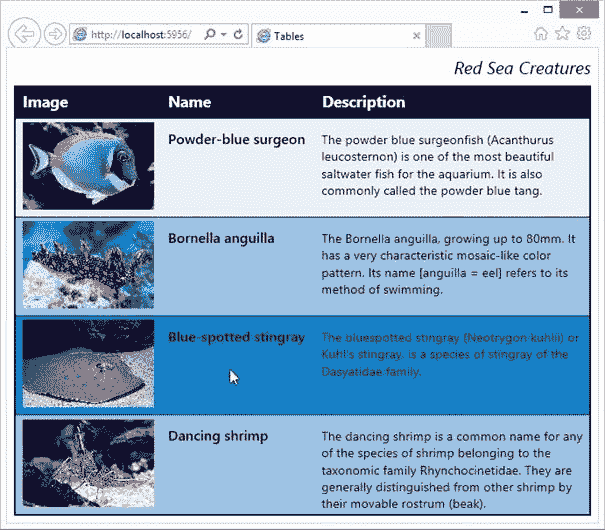 http://localhost:5956/
Tables
Red Sea Creatures
Image Name Description
Powder-blue surgeon
The powder blue surgeonfish (Acanthurus
leucosternon) is one of the most beautiful
saltwater fish for the aquarium. It is also
commonly called the powder blue tang.
Bornella anguilla
The Bornella anguilla, growing up to 80mm. It
has a very characteristic mosaic-like color
pattern. Its name [anguilla = eel] refers to its
method of swimming.
Blue-spotted stingray
The bluespotted stingray (Neotrygon kuhlii) or
Kuhl's stingray, is a species of stingray of the
Dasyatidae family.
Dancing shrimp
The dancing shrimp is a common name for any
of the species of shrimp belonging to the
taxonomic family Rhynchocinetidae. They are
generally distinguished from other shrimp by
their movable rostrum (beak).